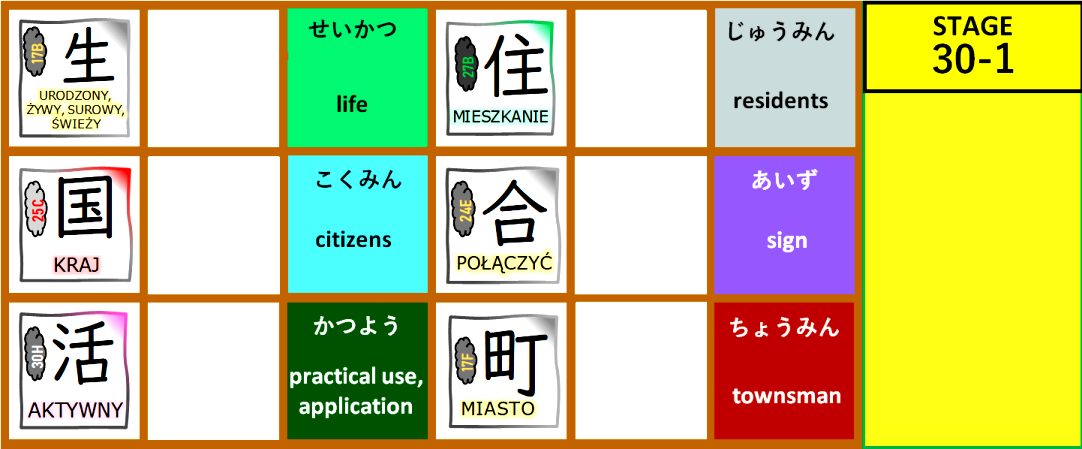 17B
生
URODZONY,
ŻYWY, SUROWY,
ŚWIEŻY
せいかつ
life
27B
住
MIESZKANIE
じゅうみん
residents
STAGE
30-1
25C
国
KRAJ
こくみん
citizens
24E
合
POŁĄCZYĆ
あいず
sign
30H
活
AKTYWNY
かつよう
practical use,
application
17F
町
MIASTO
ちょうみん
townsman